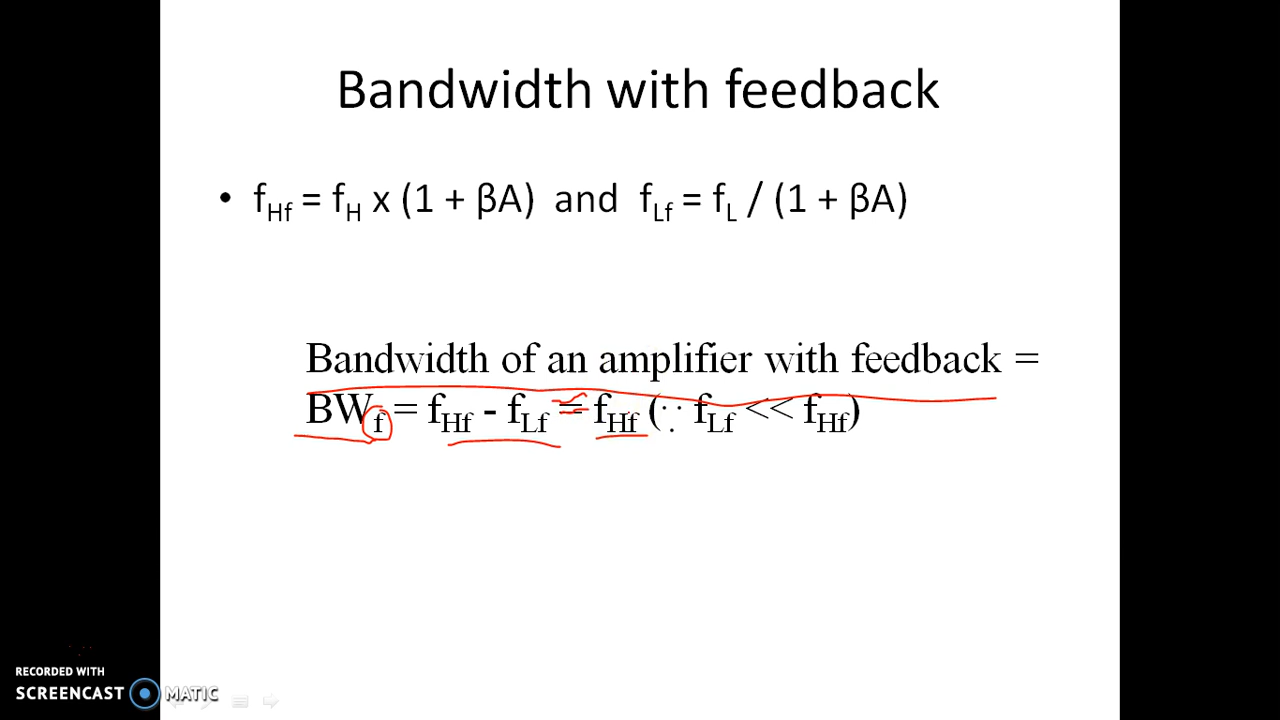 Bandwidth with feedback
• fHf = fH x (1 + βA) and fLf = fL / (1 + βA)
Bandwidth of an amplifier with feedback =
BWf = fHf - fLf = fHf (∵ fLf << fHf)
RECORDED WITH
SCREENCAST MATIC